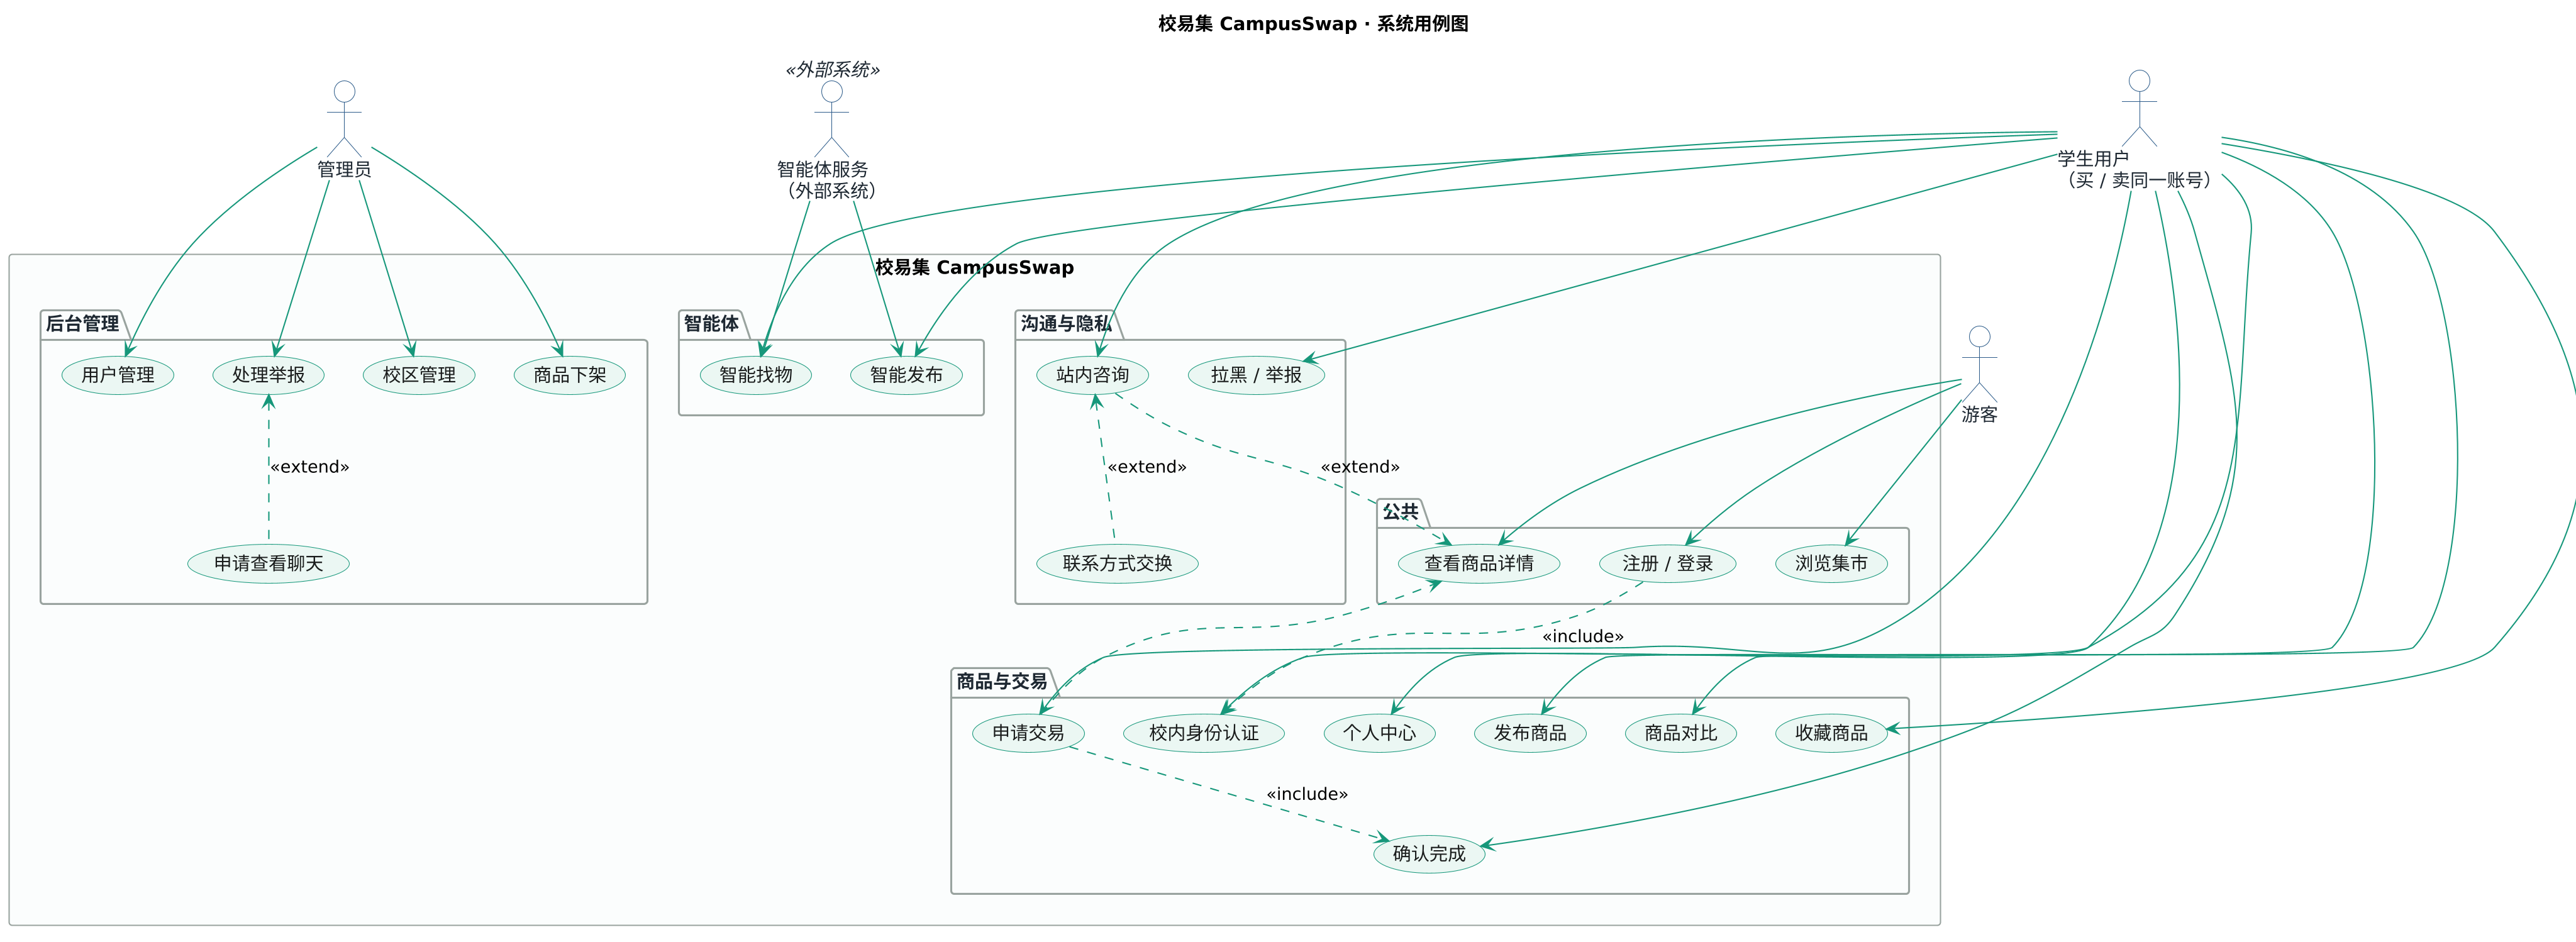 校易集 CampusSwap · 系统用例图
«外部系统»
管理员
智能体服务
（外部系统）
学生用户
（买 / 卖同一账号）
校易集 CampusSwap
后台管理
用户管理
处理举报
校区管理
商品下架
«extend»
申请查看聊天
智能体
智能找物
智能发布
沟通与隐私
站内咨询
拉黑 / 举报
«extend»
«extend»
联系方式交换
游客
公共
查看商品详情
注册 / 登录
浏览集市
«include»
商品与交易
申请交易
校内身份认证
个人中心
发布商品
商品对比
收藏商品
«include»
确认完成